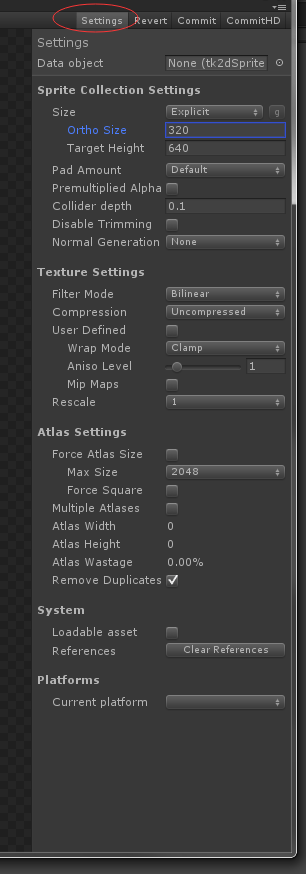 Settings Revert Commit CommitHD
Settings
Data object None (tk2dSprite
Sprite Collection Settings
Size Explicit g
Ortho Size 320
Target Height 640
Pad Amount Default
Premultiplied Alpha
Collider depth 0.1
Disable Trimming
Normal Generation None
Texture Settings
Filter Mode Bilinear
Compression Uncompressed
User Defined
Wrap Mode Clamp
Aniso Level 1
Mip Maps
Rescale 1
Atlas Settings
Force Atlas Size
Max Size 2048
Force Square
Multiple Atlases
Atlas Width 0
Atlas Height 0
Atlas Wastage 0.00%
Remove Duplicates
System
Loadable asset
References Clear References
Platforms
Current platform